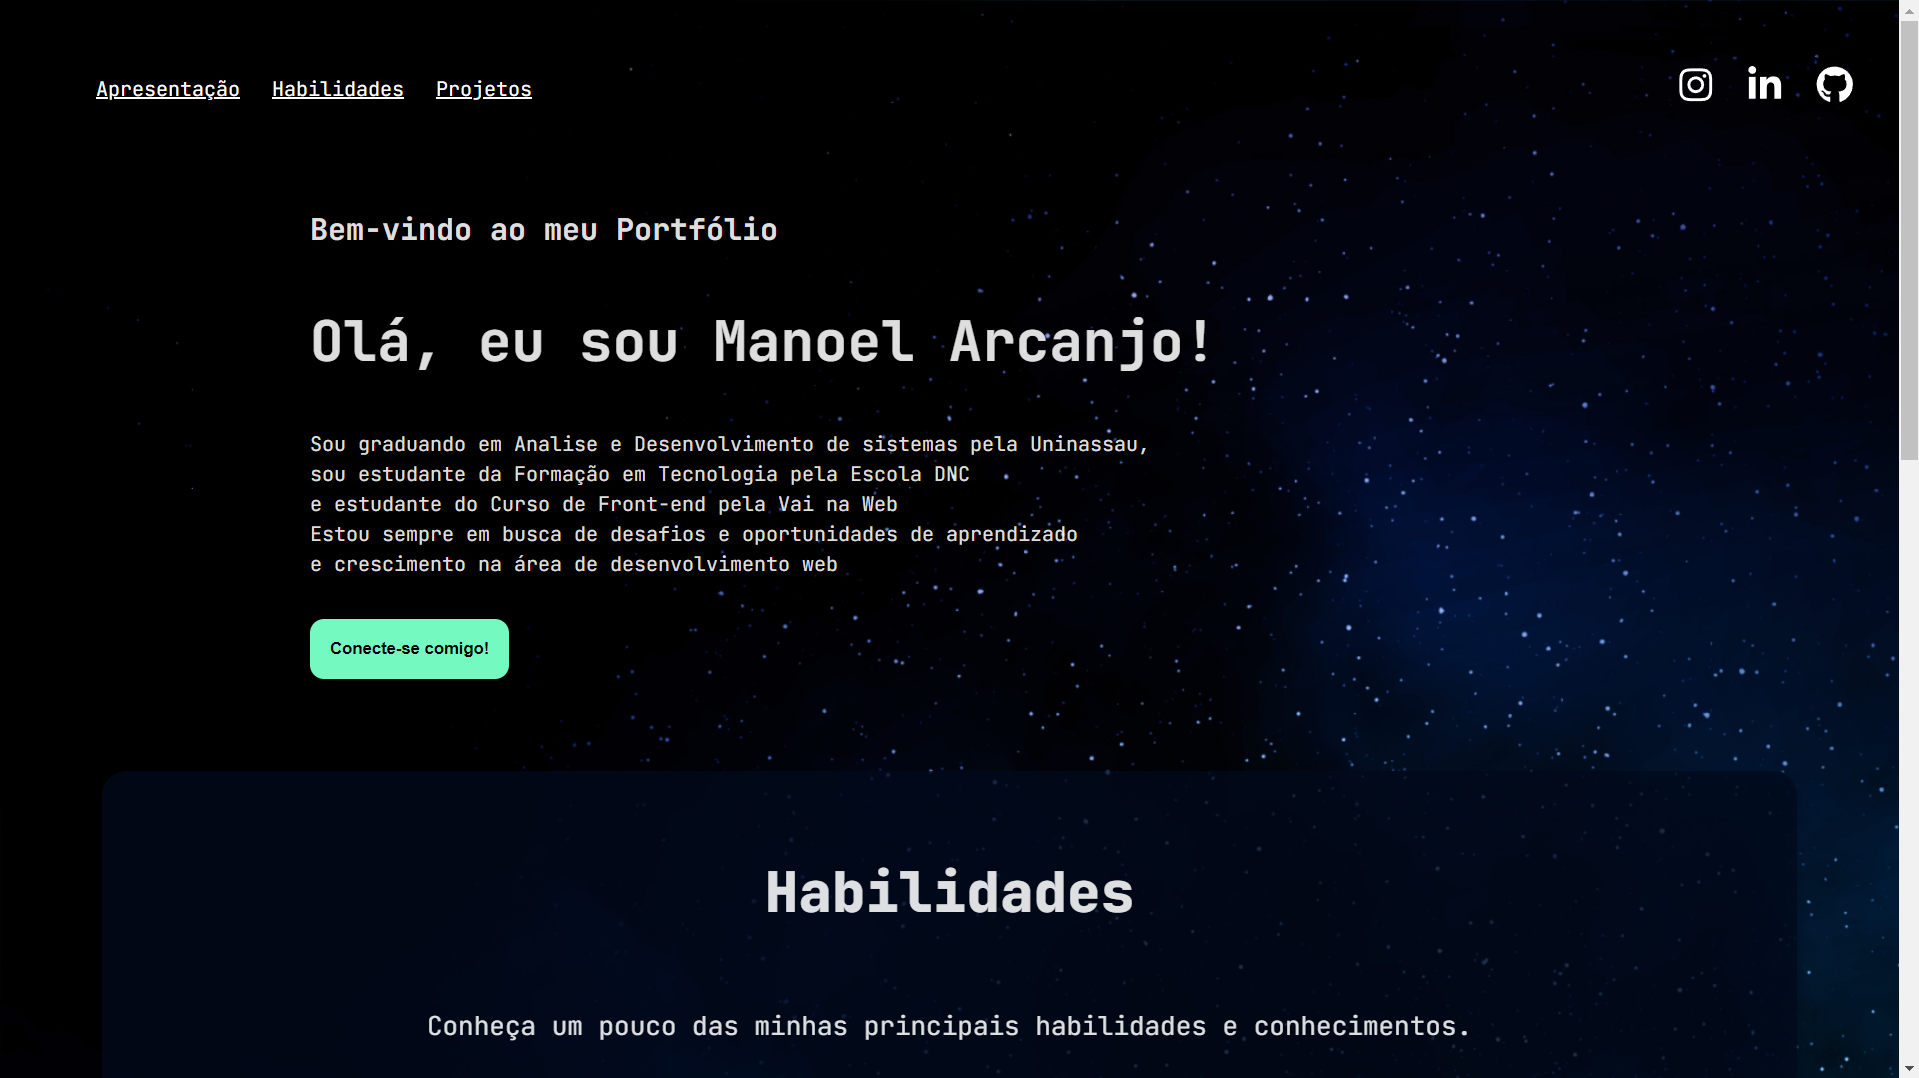 Apresentação Habilidades Projetos
Bem-vindo ao meu Portfólio
Olá, eu sou Manoel Arcanjo!
Sou graduando em Analise e Desenvolvimento de sistemas pela Uninassau,
sou estudante da Formação em Tecnologia pela Escola DNC
e estudante do Curso de Front-end pela Vai na Web
Estou sempre em busca de desafios e oportunidades de aprendizado
e crescimento na área de desenvolvimento web
Conecte-se comigo!
Habilidades
Conheça um pouco das minhas principais habilidades e conhecimentos.